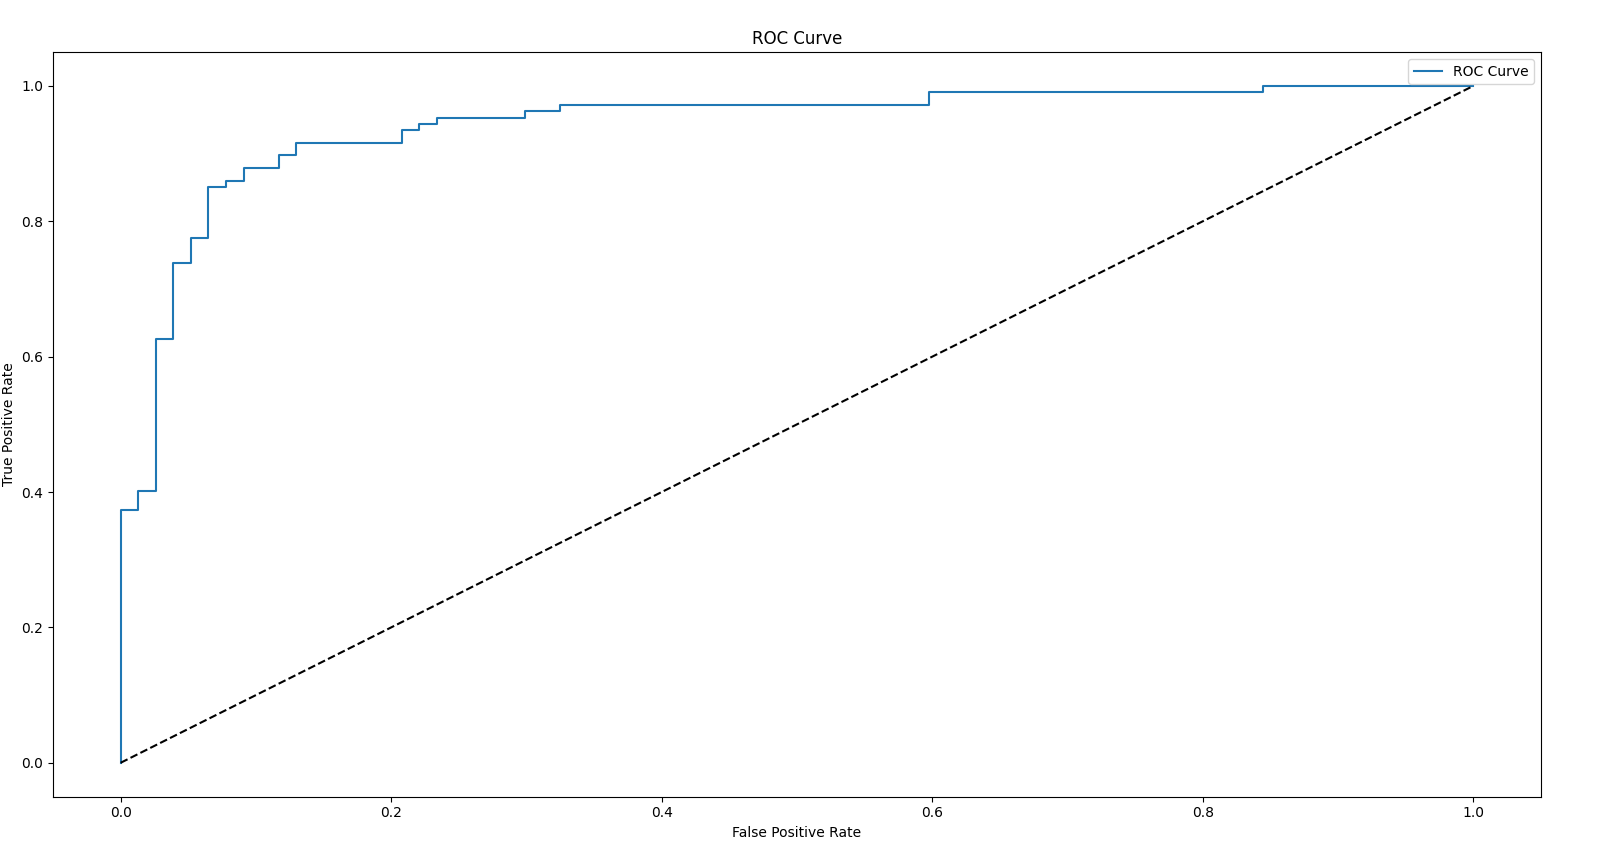 ROC Curve
ROC Curve
1.0
0.8
0.6
0.4
0.2
0.0
True Positive Rate
0.0 0.2 0.4 0.6 0.8 1.0
False Positive Rate